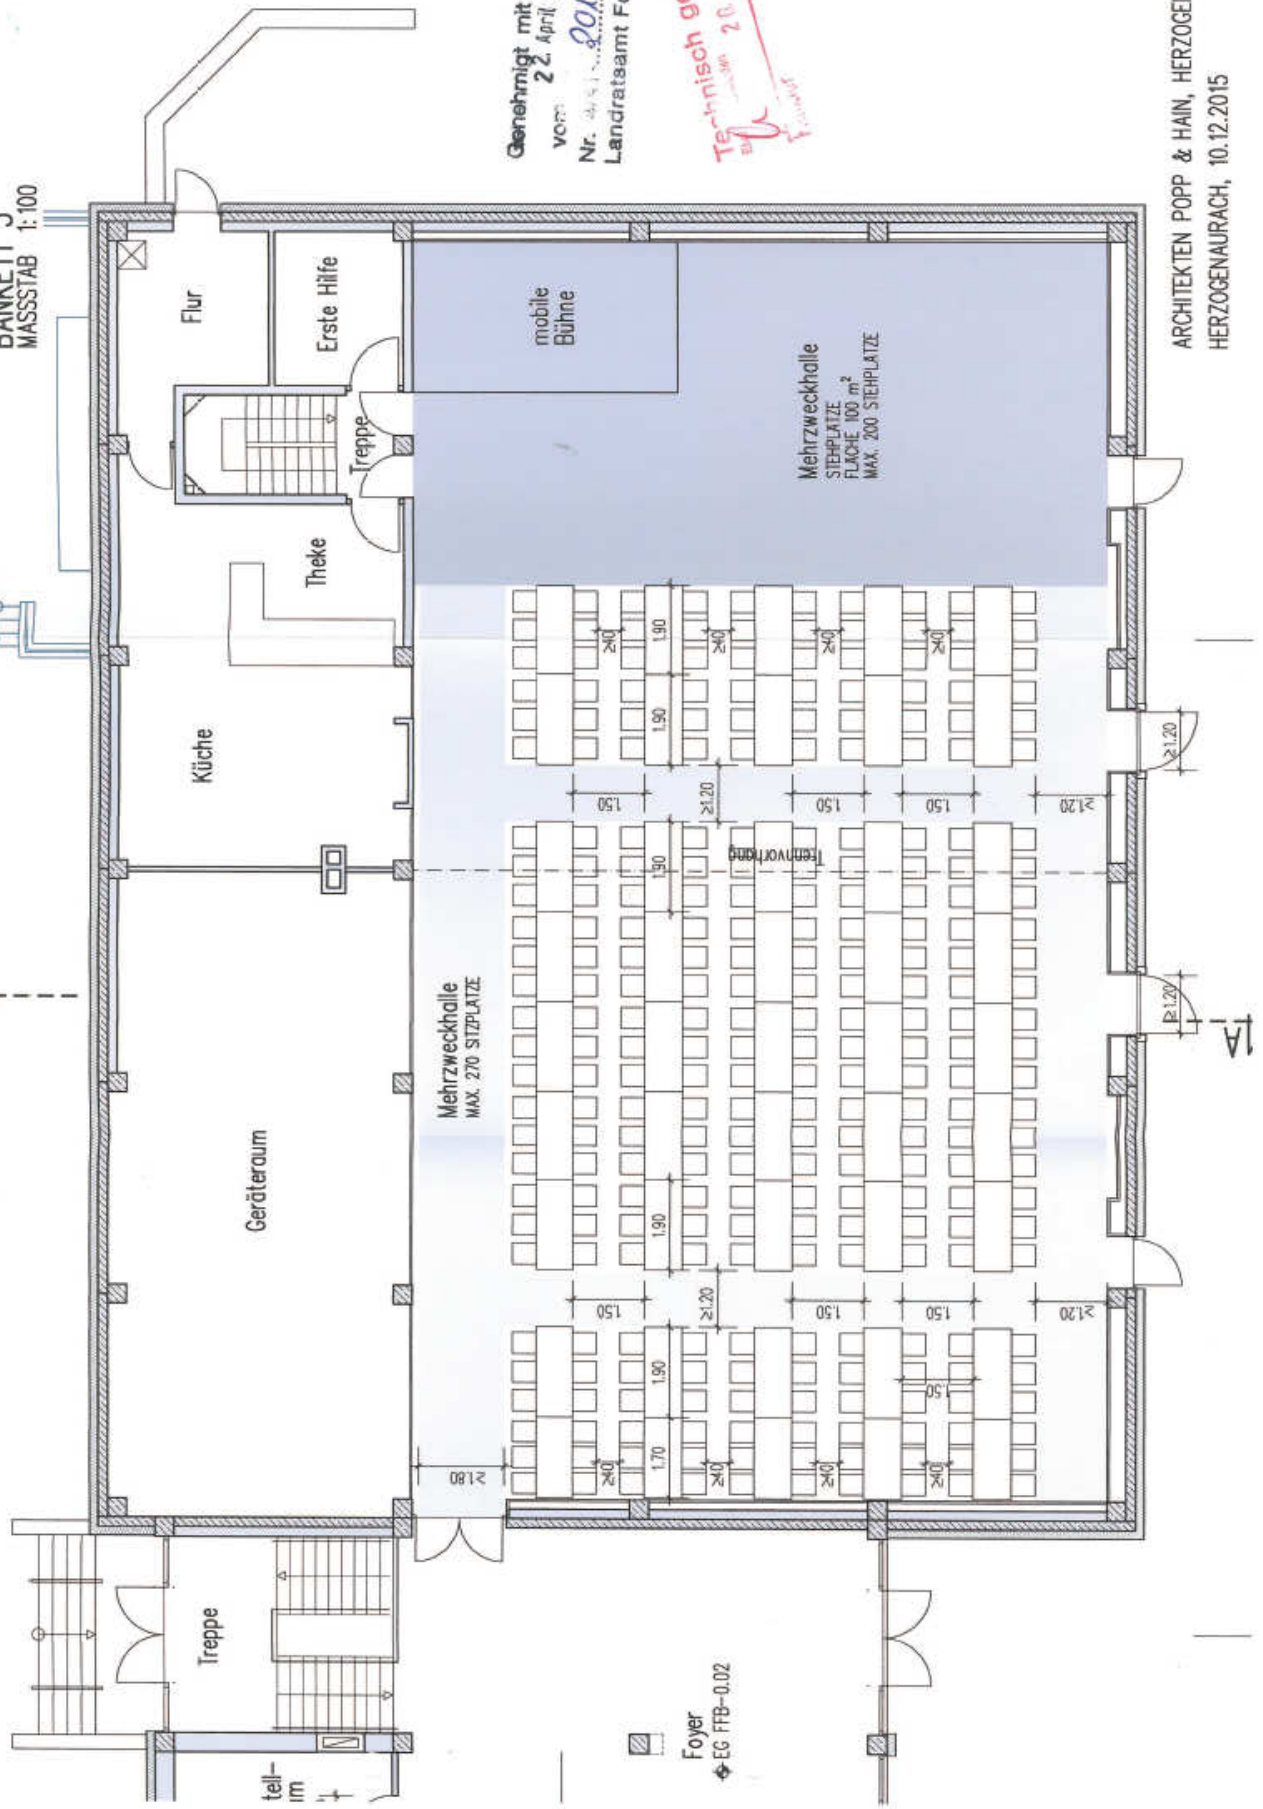 BANKETT 3
MASSSTAB 1:100
Genehmigt mit
22. April
vom
Nr.
Landratsamt
Technisch
ARCHITEKTEN POPP & HAIN,
HERZOGENAURACH, 10.12.2015
Flur
Erste Hilfe
mobile
Bühne
Treppe
Theke
Küche
Mehrzweckhalle
STEHPLÄTZE
FLÄCHE 100 m²
MAX. 200 STEHPLÄTZE
≥40
1.90
≥40
≥40
≥40
1.90
1.50
≥1.20
1.50
1.50
≥1.20
≥1.20
1.90
Trennvorhang
Mehrzweckhalle
MAX. 270 SITZPLÄTZE
≥1.20
1A
Geräteraum
1.90
1.50
≥1.20
1.50
1.50
≥1.20
1.90
1.50
≥1.80
≥40
1.70
≥40
≥40
≥40
Treppe
Foyer
EG FFB-0.02
tell-
m